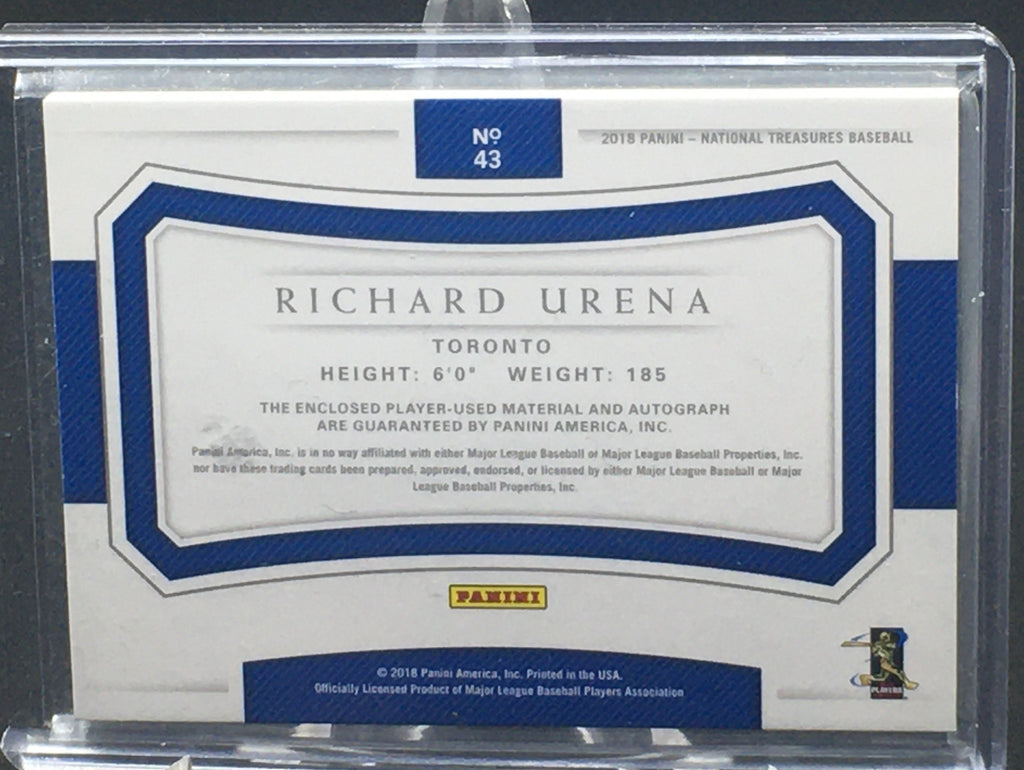 Nº
43
2018 PANINI – NATIONAL TREASURES BASEBALL
RICHARD URENA
TORONTO
HEIGHT: 6'0" WEIGHT: 185
THE ENCLOSED PLAYER-USED MATERIAL AND AUTOGRAPH
ARE GUARANTEED BY PANINI AMERICA, INC.
Panini America, Inc. is in no way affiliated with either Major League Baseball or Major League Baseball Properties, Inc.
nor have these trading cards been prepared, approved, endorsed, or licensed by either Major League Baseball or Major
League Baseball Properties, Inc.
PANINI
© 2018 Panini America, Inc. Printed in the USA.
Officially Licensed Product of Major League Baseball Players Association
PLAYERS